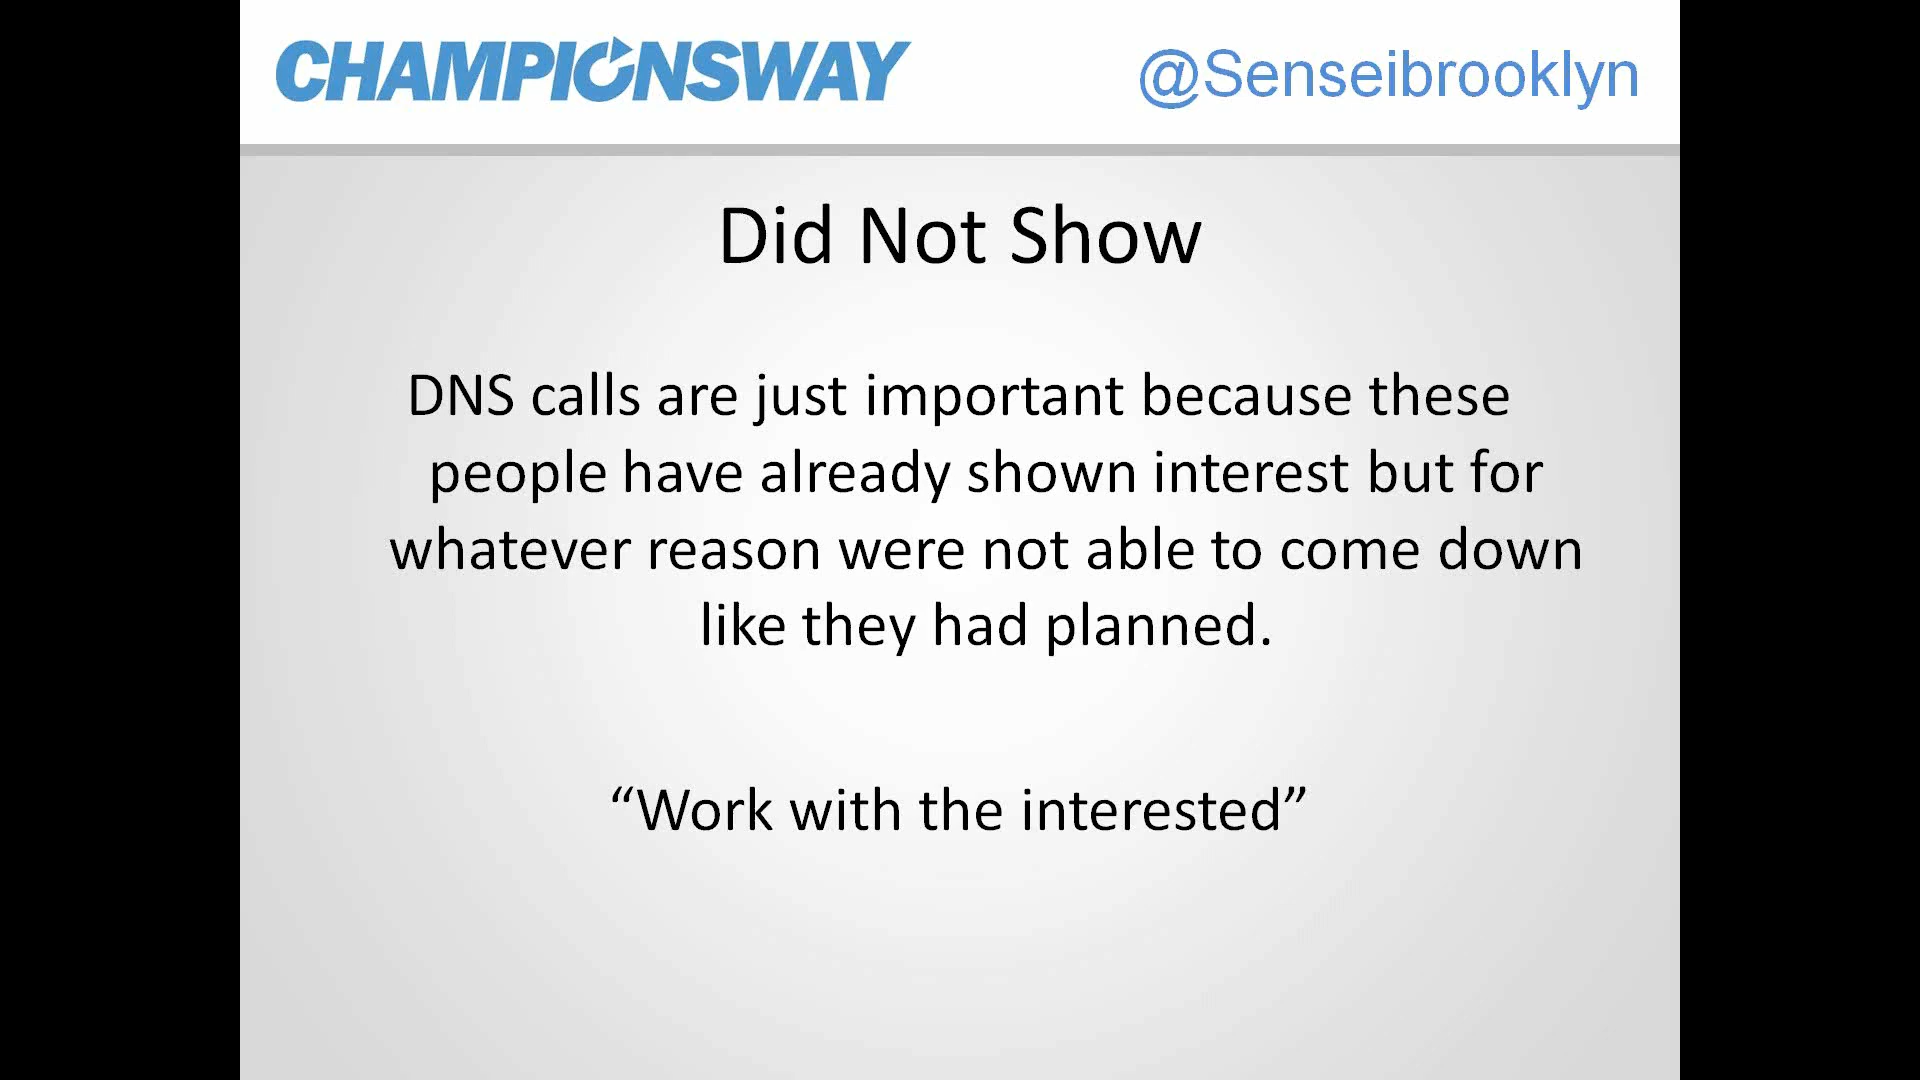 CHAMPIONSWAY
@Senseibrooklyn
Did Not Show
DNS calls are just important because these
people have already shown interest but for
whatever reason were not able to come down
like they had planned.
“Work with the interested”